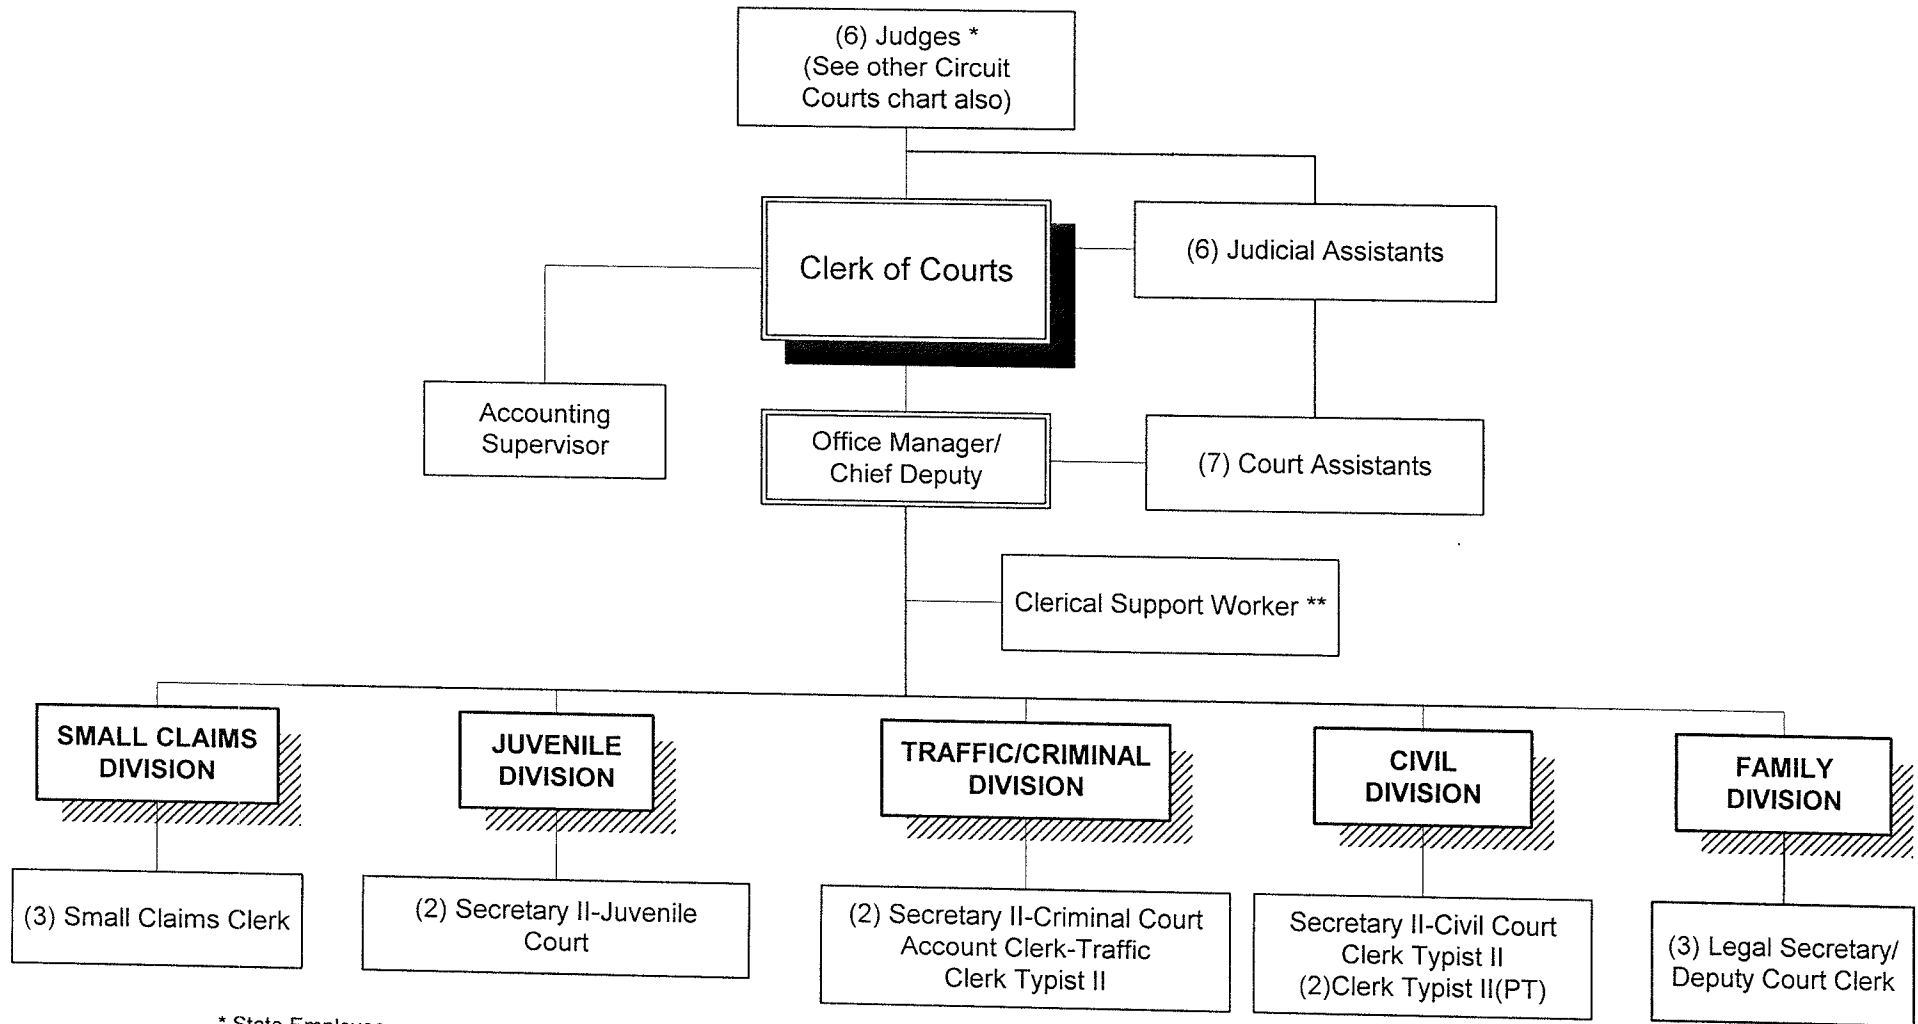 (6) Judges *
(See other Circuit
Courts chart also)
Clerk of Courts
(6) Judicial Assistants
Accounting
Supervisor
Office Manager/
Chief Deputy
(7) Court Assistants
Clerical Support Worker **
SMALL CLAIMS
DIVISION
JUVENILE
DIVISION
TRAFFIC/CRIMINAL
DIVISION
CIVIL
DIVISION
FAMILY
DIVISION
(3) Small Claims Clerk
(2) Secretary II-Juvenile
Court
(2) Secretary II-Criminal Court
Account Clerk-Traffic
Clerk Typist II
Secretary II-Civil Court
Clerk Typist II
(2)Clerk Typist II(PT)
(3) Legal Secretary/
Deputy Court Clerk
* State Employee